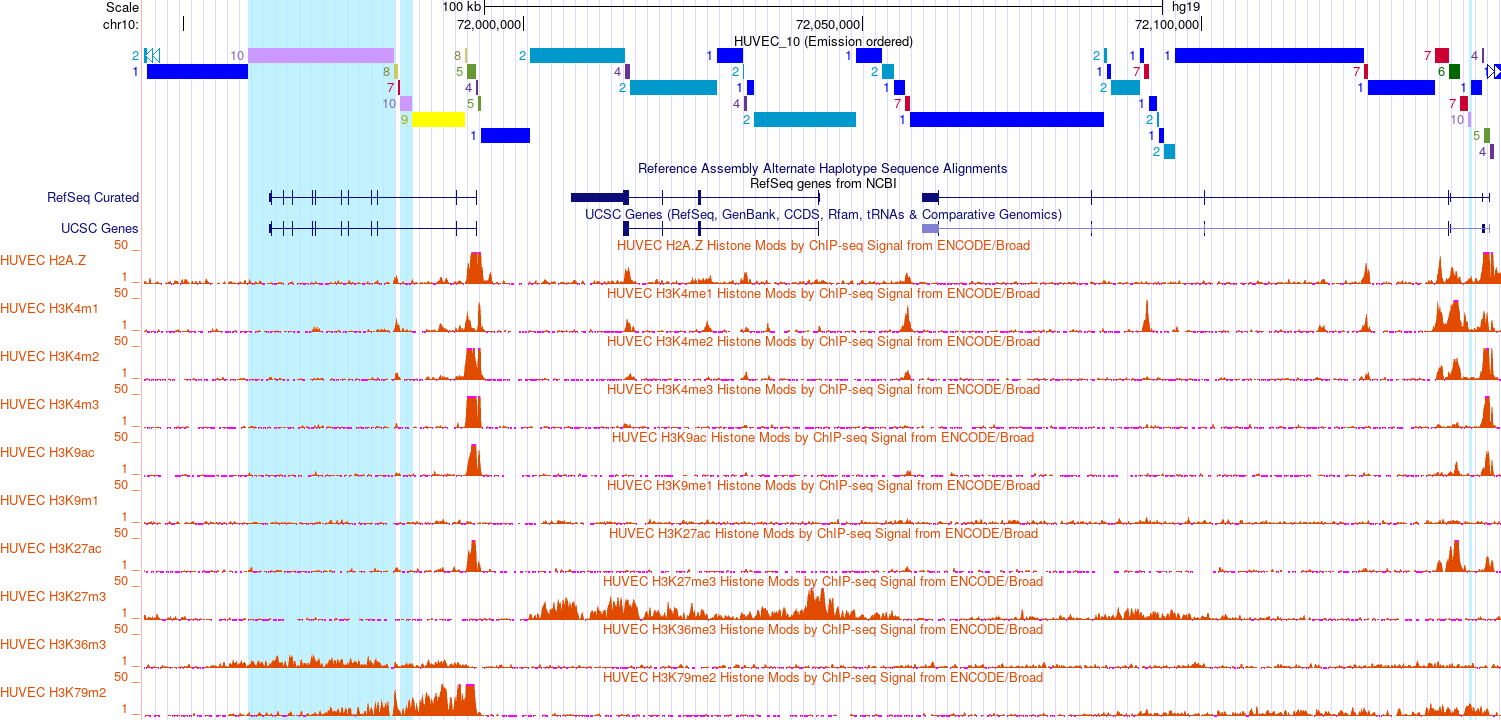 Scale 100 kb hg19
chr10: 72,000,000 72,050,000 72,100,000
HUVEC_10 (Emission ordered)
2 10 8 2 1 2 1 2 1 1 7 4
1 8 5 4 2 2 1 7 7 6 1
7 4 2 1 1 2 1 1
10 5 4 7 1 7
9 2 1 2 10
1 1 5
2 4
Reference Assembly Alternate Haplotype Sequence Alignments
RefSeq genes from NCBI
RefSeq Curated
UCSC Genes (RefSeq, GenBank, CCDS, Rfam, tRNAs & Comparative Genomics)
UCSC Genes
50 _
HUVEC H2A.Z Histone Mods by ChIP-seq Signal from ENCODE/Broad
HUVEC H2A.Z
1 _
50 _
HUVEC H3K4me1 Histone Mods by ChIP-seq Signal from ENCODE/Broad
HUVEC H3K4m1
1 _
50 _
HUVEC H3K4me2 Histone Mods by ChIP-seq Signal from ENCODE/Broad
HUVEC H3K4m2
1 _
50 _
HUVEC H3K4me3 Histone Mods by ChIP-seq Signal from ENCODE/Broad
HUVEC H3K4m3
1 _
50 _
HUVEC H3K9ac Histone Mods by ChIP-seq Signal from ENCODE/Broad
HUVEC H3K9ac
1 _
50 _
HUVEC H3K9me1 Histone Mods by ChIP-seq Signal from ENCODE/Broad
HUVEC H3K9m1
1 _
50 _
HUVEC H3K27ac Histone Mods by ChIP-seq Signal from ENCODE/Broad
HUVEC H3K27ac
1 _
50 _
HUVEC H3K27me3 Histone Mods by ChIP-seq Signal from ENCODE/Broad
HUVEC H3K27m3
1 _
50 _
HUVEC H3K36me3 Histone Mods by ChIP-seq Signal from ENCODE/Broad
HUVEC H3K36m3
1 _
50 _
HUVEC H3K79me2 Histone Mods by ChIP-seq Signal from ENCODE/Broad
HUVEC H3K79m2
1 _